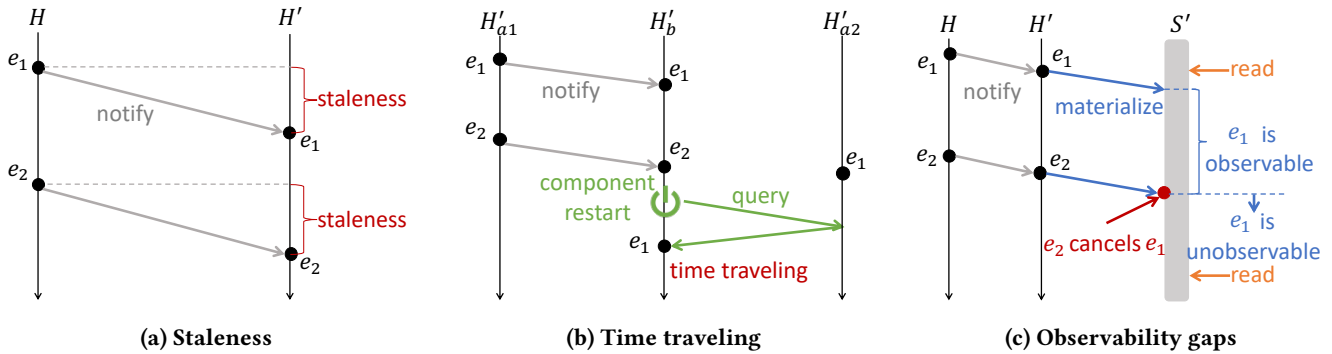 H H′
e₁
notify
staleness
e₁
e₂
staleness
e₂
(a) Staleness
H′ₐ₁ H′_b H′ₐ₂
e₁
e₁
notify
e₂
e₂
e₁
component
restart
query
e₁
time traveling
(b) Time traveling
H H′ S′
e₁
e₁
read
notify
materialize
e₂
e₂
e₁ is
observable
e₁ is
unobservable
e₂ cancels e₁
read
(c) Observability gaps